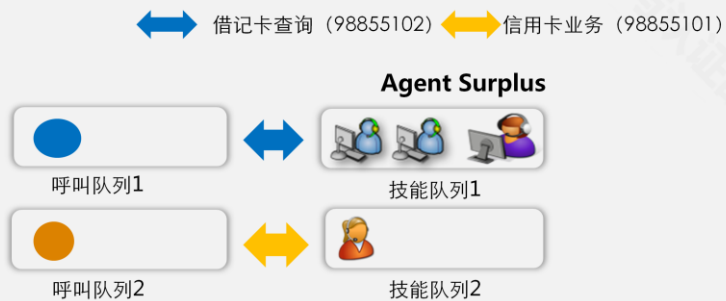 借记卡查询（98855102） 信用卡业务（98855101）
Agent Surplus
呼叫队列1 技能队列1
呼叫队列2 技能队列2